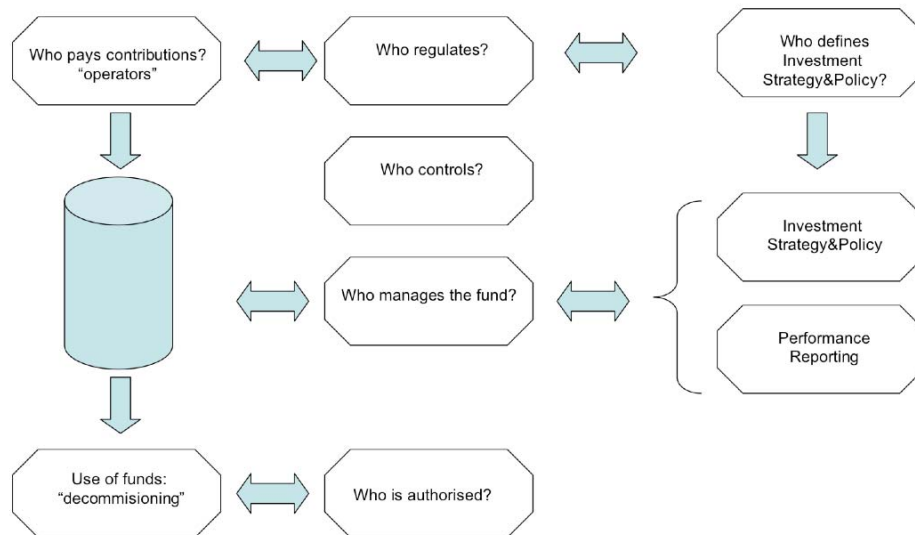 Who pays contributions?
“operators”
Who regulates?
Who defines
Investment
Strategy&Policy?
Who controls?
Investment
Strategy&Policy
Who manages the fund?
Performance
Reporting
Use of funds:
“decommisioning”
Who is authorised?